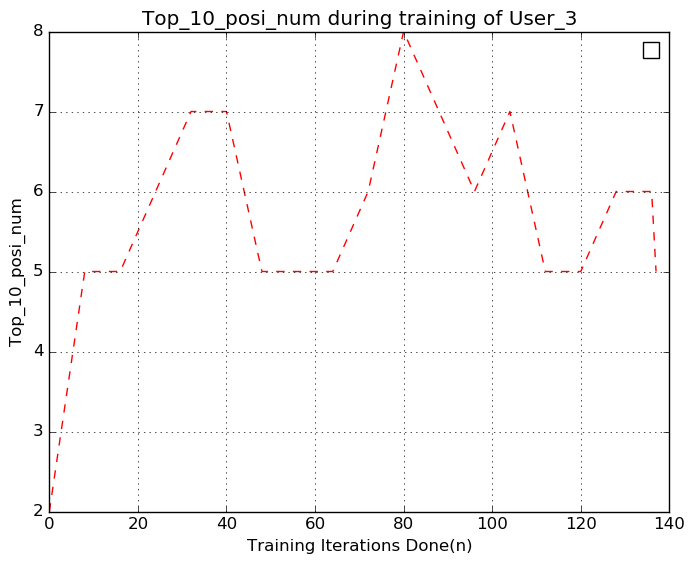 Top_10_posi_num during training of User_3
8
7
6
5
4
3
2
Top_10_posi_num
0 20 40 60 80 100 120 140
Training Iterations Done(n)